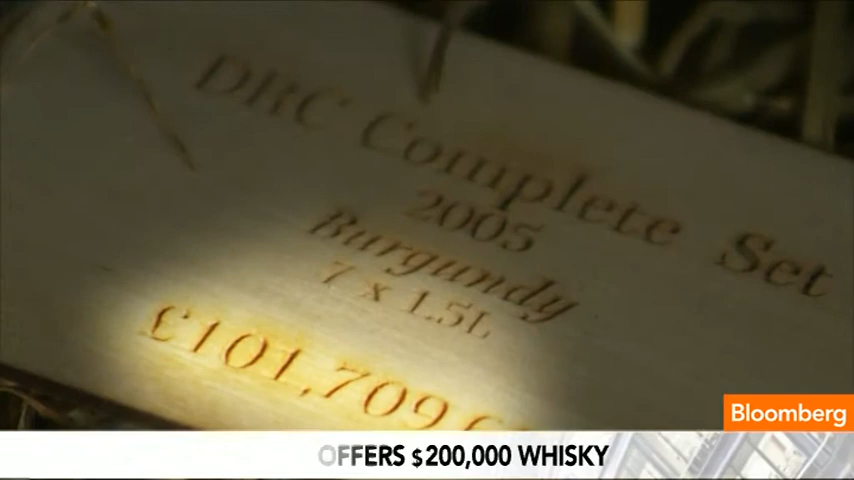 DRC Complete Set
2005
Burgundy
7 x 1.5L
£101,709
Bloomberg
OFFERS $200,000 WHISKY